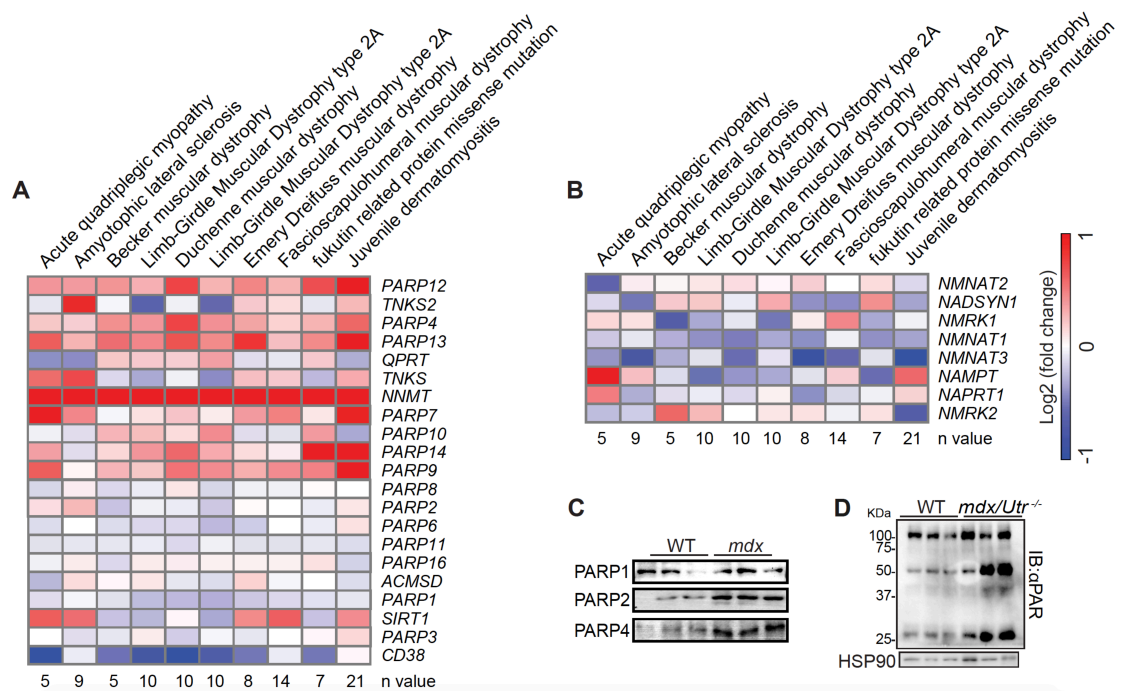 A
Acute quadriplegic myopathy
Amyotophic lateral sclerosis
Becker muscular dystrophy
Limb-Girdle Muscular Dystrophy type 2A
Duchenne muscular dystrophy
Limb-Girdle Muscular Dystrophy type 2A
Emery Dreifuss muscular dystrophy
Fascioscapulohumeral muscular dystrophy
fukutin related protein missense mutation
Juvenile dermatomyositis
PARP12
TNKS2
PARP4
PARP13
QPRT
TNKS
NNMT
PARP7
PARP10
PARP14
PARP9
PARP8
PARP2
PARP6
PARP11
PARP16
ACMSD
PARP1
SIRT1
PARP3
CD38
5 9 5 10 10 10 8 14 7 21 n value
B
Acute quadriplegic myopathy
Amyotophic lateral sclerosis
Becker muscular dystrophy
Limb-Girdle Muscular Dystrophy type 2A
Duchenne muscular dystrophy
Limb-Girdle Muscular Dystrophy type 2A
Emery Dreifuss muscular dystrophy
Fascioscapulohumeral muscular dystrophy
fukutin related protein missen mutation
Juvenile dermatomyositis
NMNAT2
NADSYN1
NMRK1
NMNAT1
NMNAT3
NAMPT
NAPRT1
NMRK2
5 9 5 10 10 10 8 14 7 21 n value
1
0
-1
Log2 (fold change)
C
WT mdx
PARP1
PARP2
PARP4
D
KDa WT mdx/Utr-/-
100
75
50
37
25
IB:αPAR
HSP90